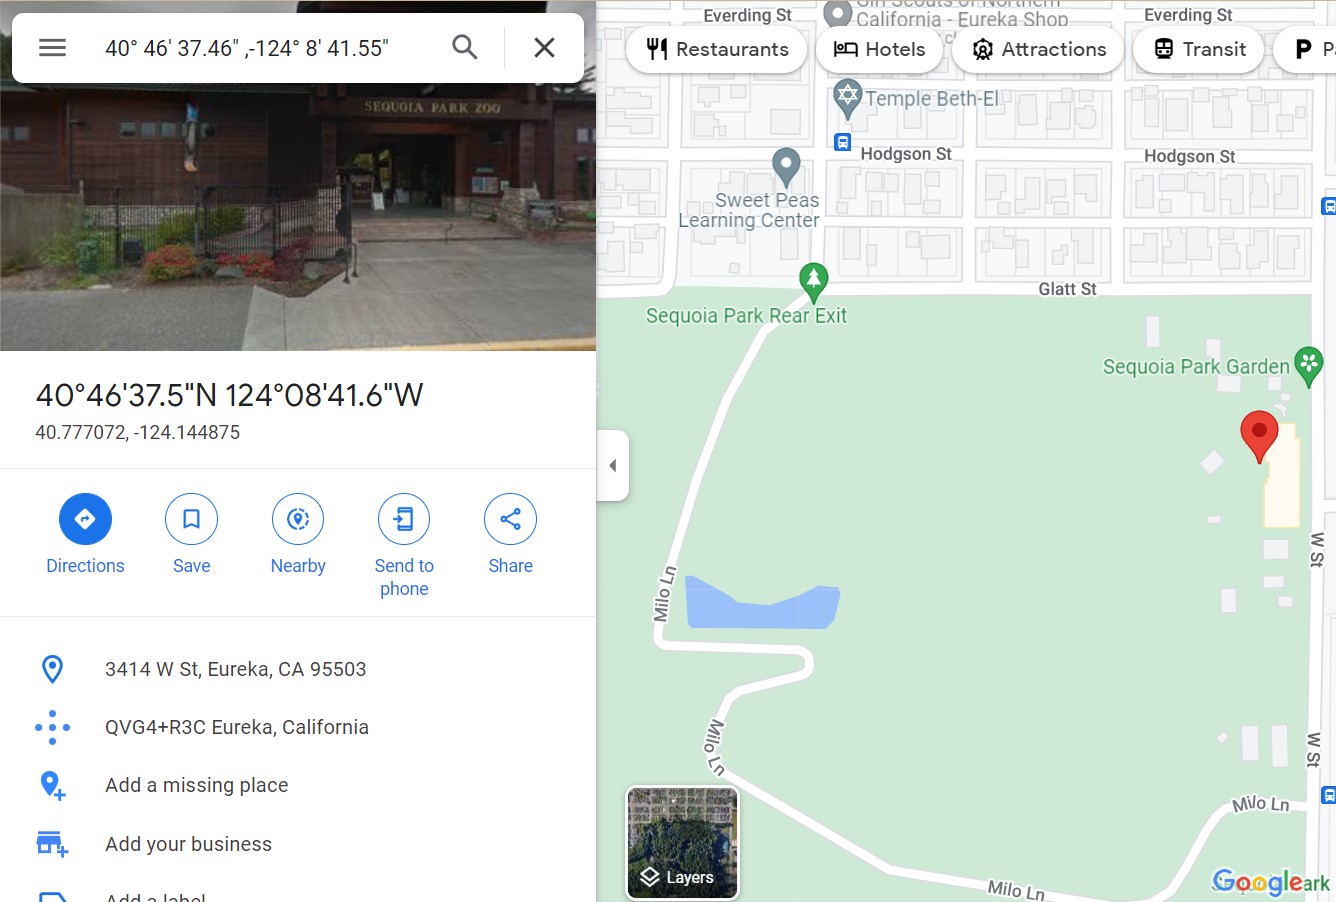 40° 46' 37.46" ,-124° 8' 41.55"
SEQUOIA PARK ZOO
40°46'37.5"N 124°08'41.6"W
40.777072, -124.144875
Directions
Save
Nearby
Send to
phone
Share
3414 W St, Eureka, CA 95503
QVG4+R3C Eureka, California
Add a missing place
Add your business
Add a label
Everding St
Girl Scouts of Northern
California - Eureka Shop
Everding St
Restaurants
Hotels
Attractions
Transit
P
Temple Beth-El
Hodgson St
Hodgson St
Sweet Peas
Learning Center
Glatt St
Sequoia Park Rear Exit
Sequoia Park Garden
W St
Milo Ln
Milo Ln
W St
Milo Ln
Layers
Milo Ln
Google